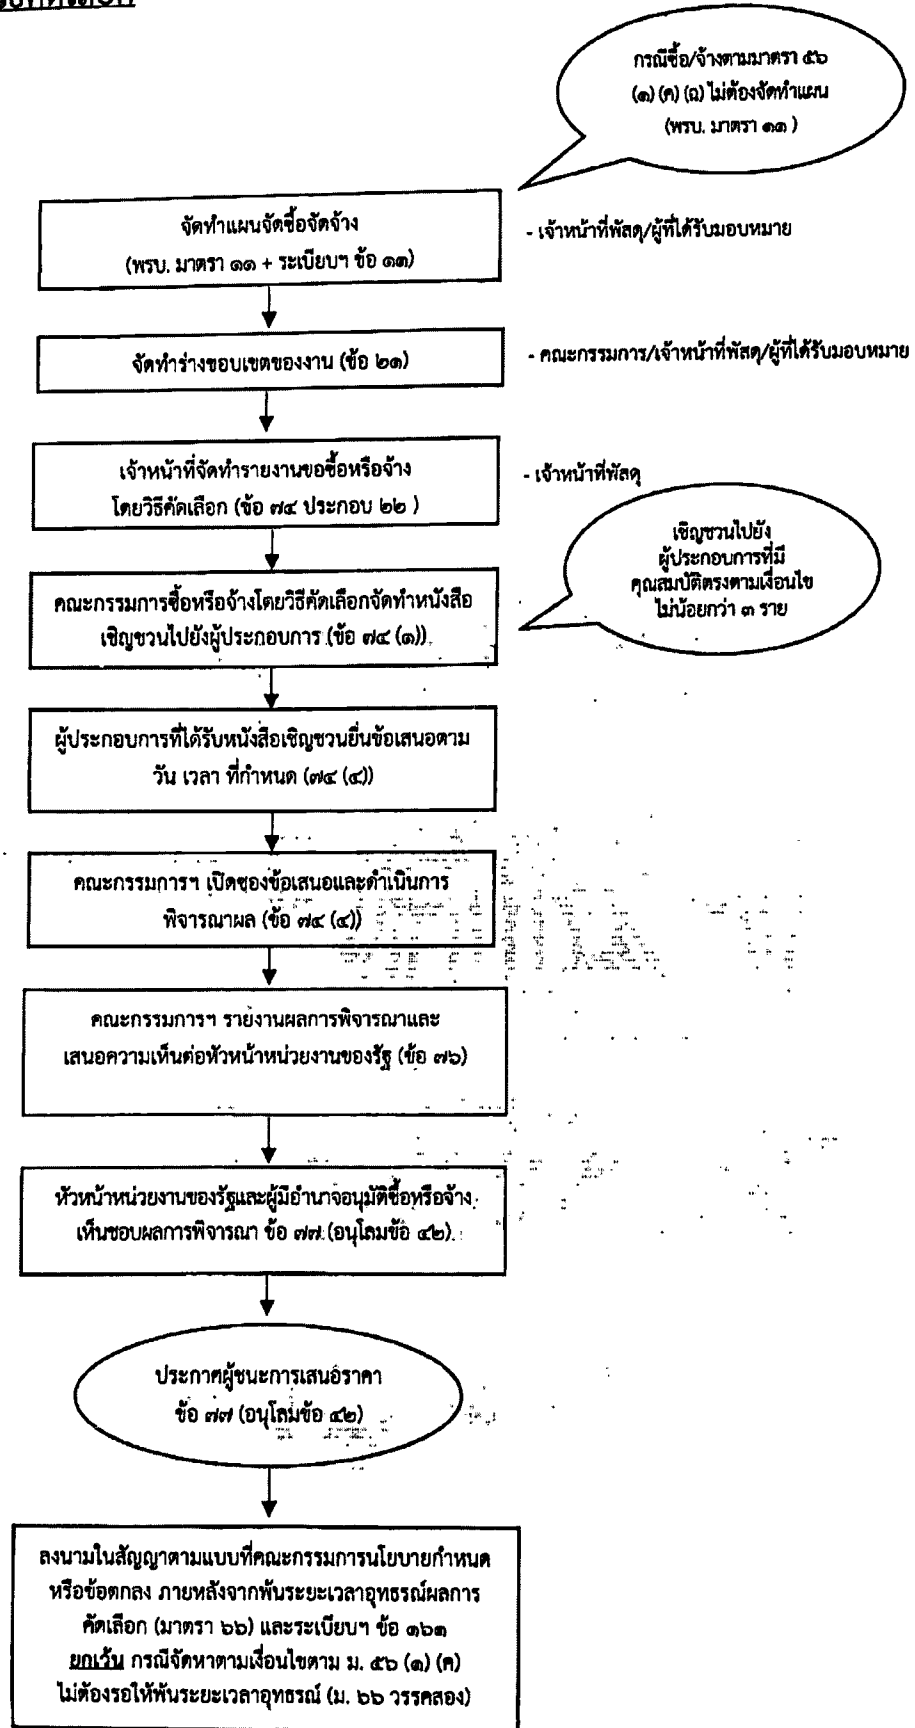 กรณีซื้อ/จ้างตามมาตรา ๕๖
(๑) (ค) (ฉ) ไม่ต้องจัดทำแผน
(พรบ. มาตรา ๑๑ )
จัดทำแผนจัดซื้อจัดจ้าง
(พรบ. มาตรา ๑๑ + ระเบียบฯ ข้อ ๑๑)
- เจ้าหน้าที่พัสดุ/ผู้ที่ได้รับมอบหมาย
จัดทำร่างขอบเขตของงาน (ข้อ ๒๑)
- คณะกรรมการ/เจ้าหน้าที่พัสดุ/ผู้ที่ได้รับมอบหมาย
เจ้าหน้าที่จัดทำรายงานขอซื้อหรือจ้าง
โดยวิธีคัดเลือก (ข้อ ๗๔ ประกอบ ๒๒ )
- เจ้าหน้าที่พัสดุ
เชิญชวนไปยัง
ผู้ประกอบการที่มี
คุณสมบัติตรงตามเงื่อนไข
ไม่น้อยกว่า ๓ ราย
คณะกรรมการซื้อหรือจ้างโดยวิธีคัดเลือกจัดทำหนังสือ
เชิญชวนไปยังผู้ประกอบการ (ข้อ ๗๔ (๑))
ผู้ประกอบการที่ได้รับหนังสือเชิญชวนยื่นข้อเสนอตาม
วัน เวลา ที่กำหนด (๗๔ (๔))
คณะกรรมการฯ เปิดซองข้อเสนอและดำเนินการ
พิจารณาผล (ข้อ ๗๔ (๔))
คณะกรรมการฯ รายงานผลการพิจารณาและ
เสนอความเห็นต่อหัวหน้าหน่วยงานของรัฐ (ข้อ ๗๖)
หัวหน้าหน่วยงานของรัฐและผู้มีอำนาจอนุมัติซื้อหรือจ้าง
เห็นชอบผลการพิจารณา ข้อ ๗๗ (อนุโลมข้อ ๔๒)
ประกาศผู้ชนะการเสนอราคา
ข้อ ๗๗ (อนุโลมข้อ ๔๒)
ลงนามในสัญญาตามแบบที่คณะกรรมการนโยบายกำหนด
หรือข้อตกลง ภายหลังจากพ้นระยะเวลาอุทธรณ์ผลการ
คัดเลือก (มาตรา ๖๖) และระเบียบฯ ข้อ ๑๖๑
ยกเว้น กรณีจัดหาตามเงื่อนไขตาม ม. ๕๖ (๑) (ค)
ไม่ต้องรอให้พ้นระยะเวลาอุทธรณ์ (ม. ๖๖ วรรคสอง)